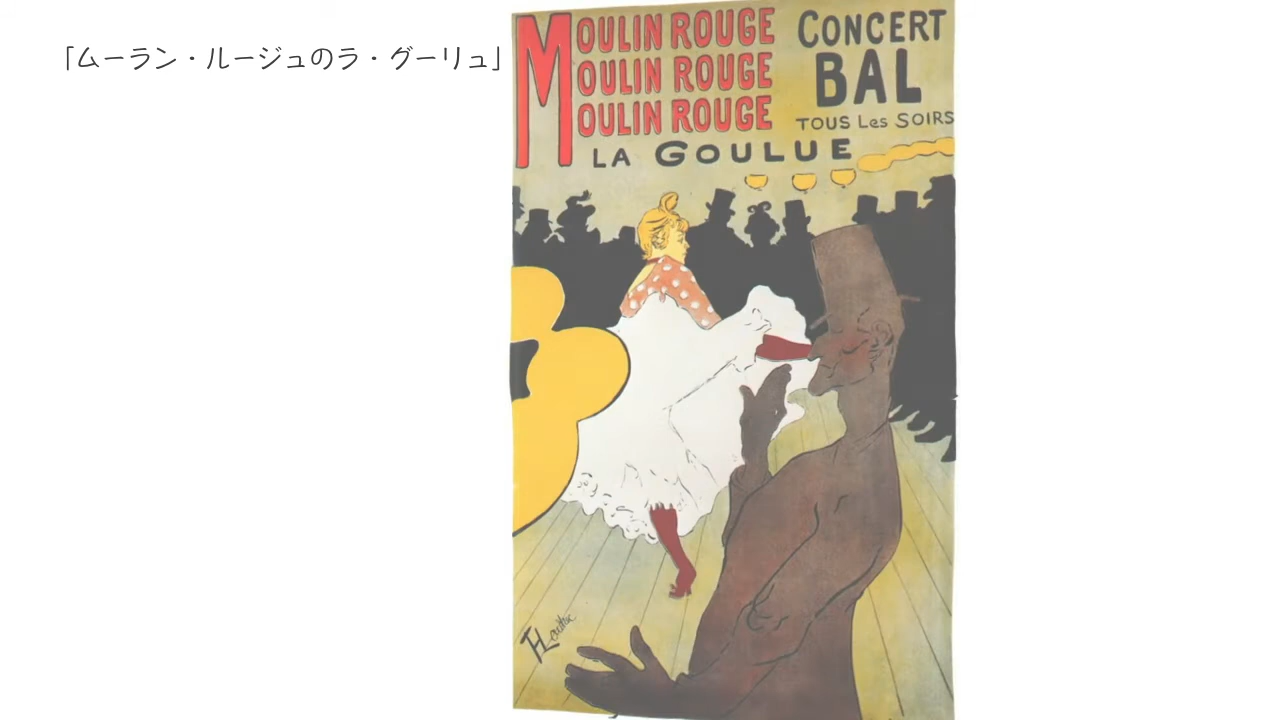 「ムーラン・ルージュのラ・グーリュ」
MOULIN ROUGE
MOULIN ROUGE
MOULIN ROUGE
LA GOULUE
CONCERT
BAL
TOUS LES SOIRS
HLautrec